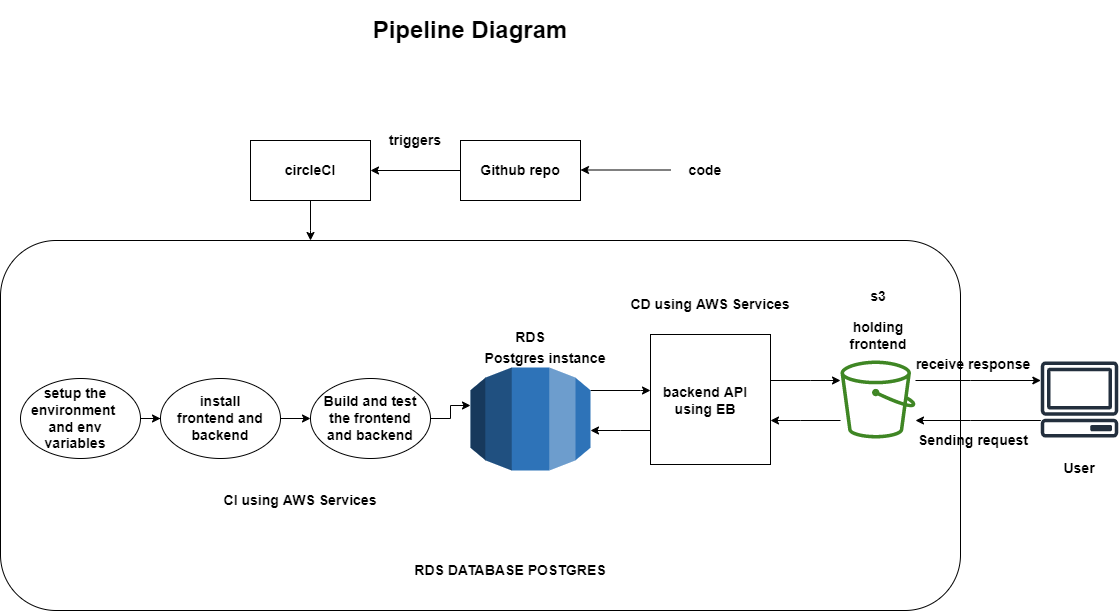 Pipeline Diagram
triggers
circleCI
Github repo
code
s3
CD using AWS Services
holding
frontend
RDS
Postgres instance
receive response
setup the
environment
and env
variables
install
frontend and
backend
Build and test
the frontend
and backend
backend API
using EB
Sending request
User
CI using AWS Services
RDS DATABASE POSTGRES